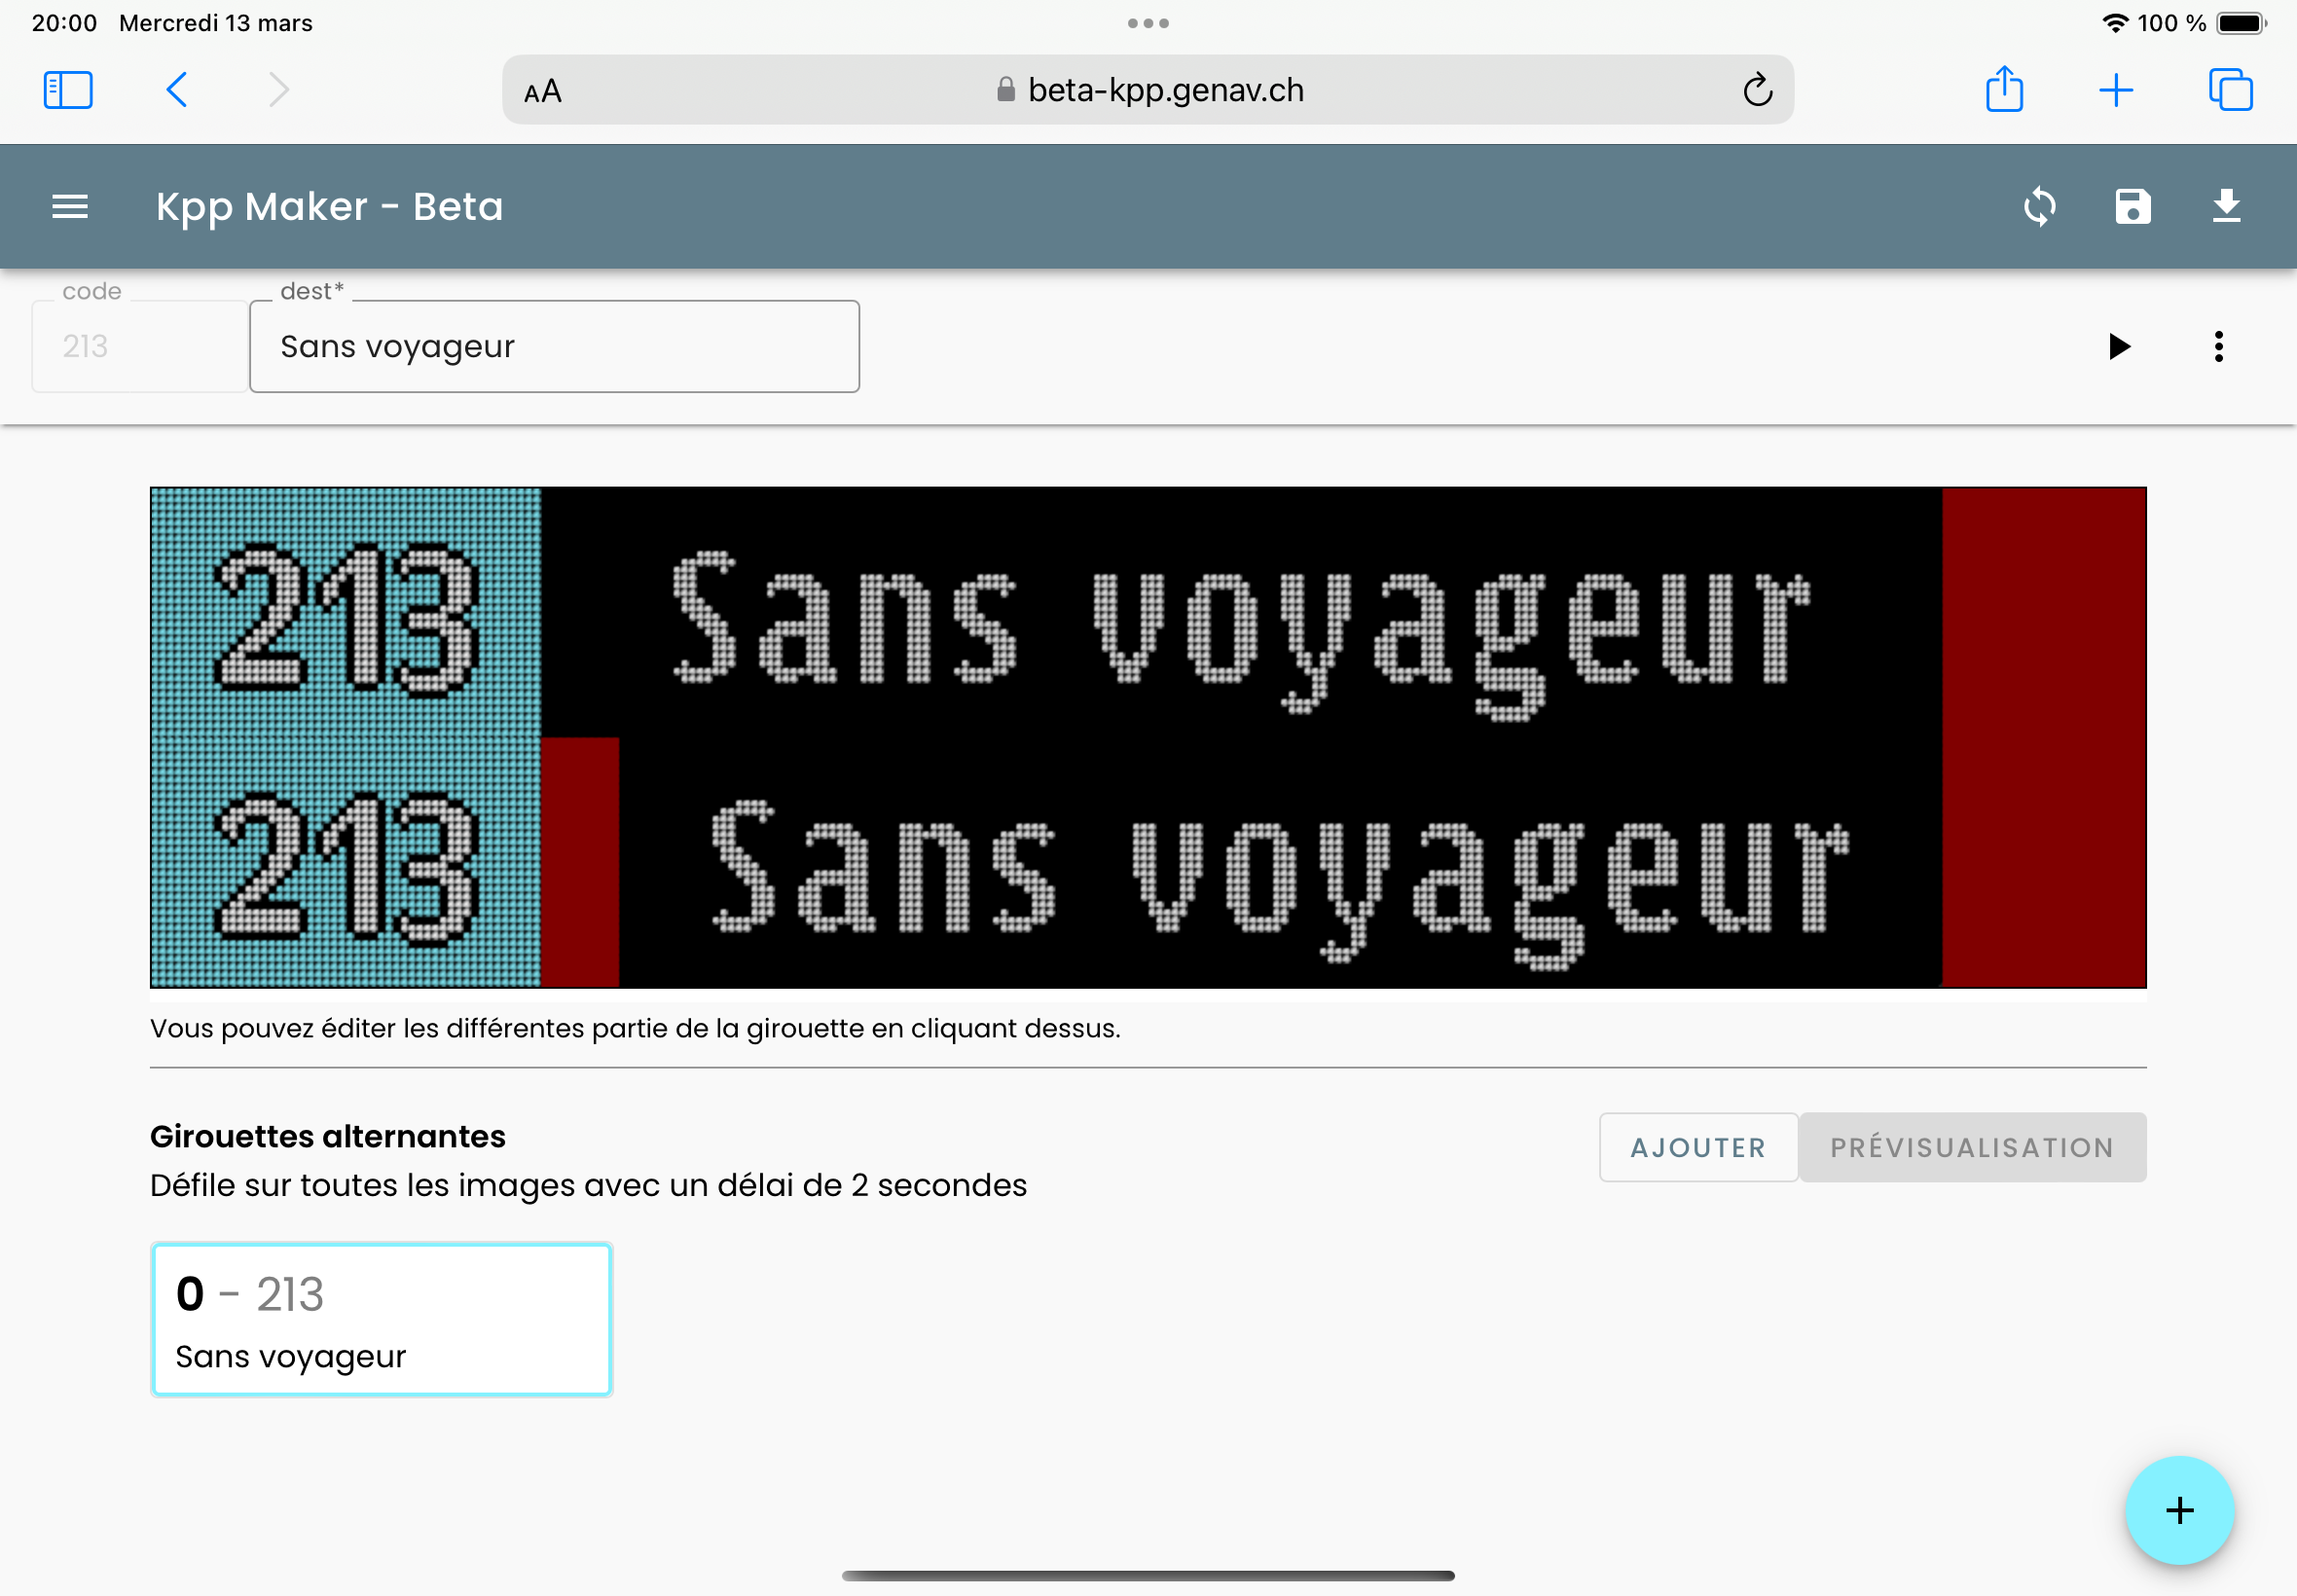 20:00 Mercredi 13 mars 100 %
AA beta-kpp.genav.ch
Kpp Maker - Beta
code dest*
213 Sans voyageur
213 Sans voyageur
213 Sans voyageur
Vous pouvez éditer les différentes partie de la girouette en cliquant dessus.
Girouettes alternantes
AJOUTER PRÉVISUALISATION
Défile sur toutes les images avec un délai de 2 secondes
0 - 213
Sans voyageur